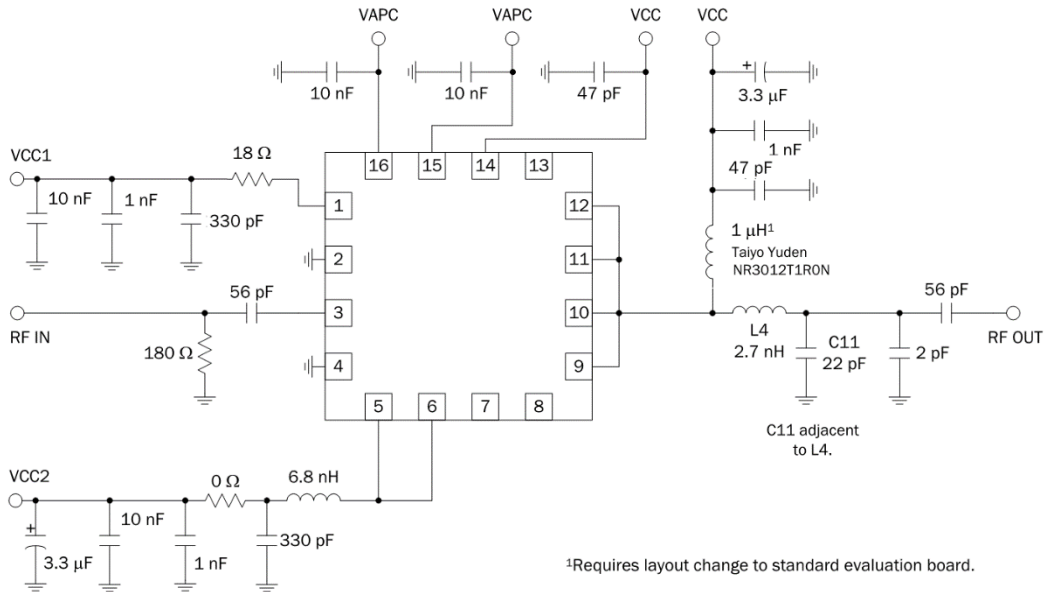 VAPC
VAPC
VCC
VCC
10 nF
10 nF
47 pF
+
3.3 µF
1 nF
47 pF
VCC1
18 Ω
10 nF
1 nF
330 pF
16
15
14
13
1
2
3
4
12
11
10
9
5
6
7
8
1 µH¹
Taiyo Yuden
NR3012T1R0N
RF IN
56 pF
180 Ω
L4
2.7 nH
C11
22 pF
2 pF
56 pF
RF OUT
C11 adjacent
to L4.
VCC2
0 Ω
6.8 nH
+
3.3 µF
10 nF
1 nF
330 pF
¹Requires layout change to standard evaluation board.